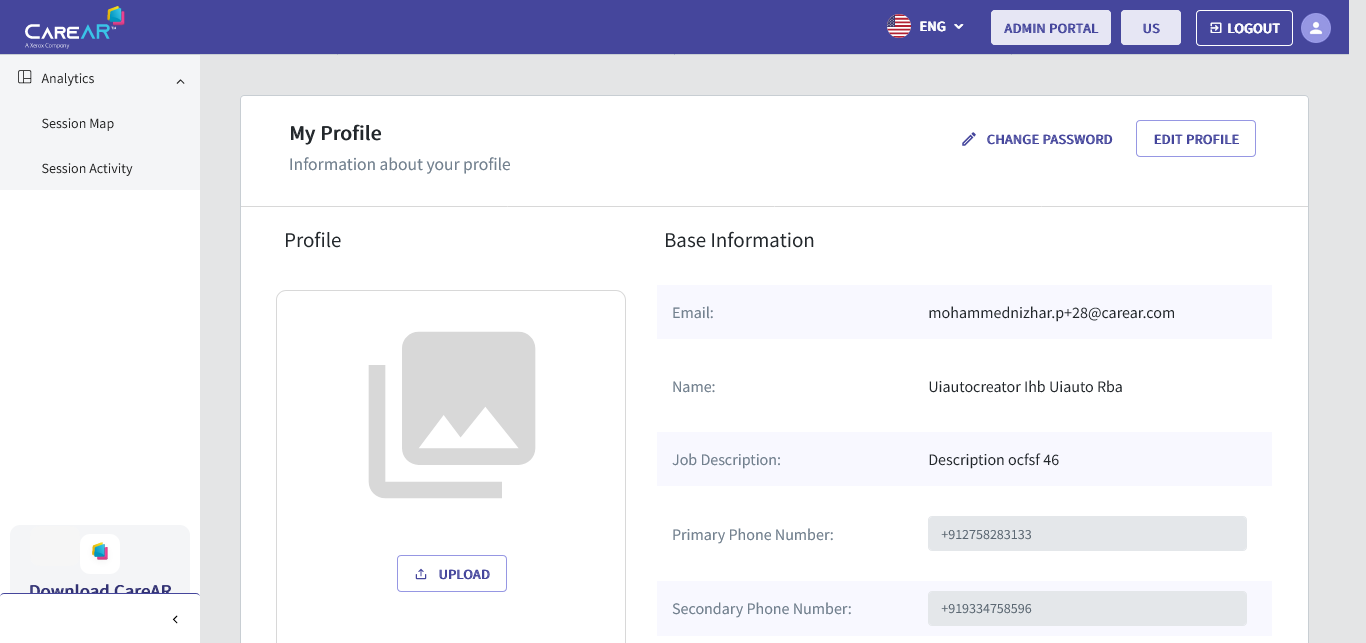 CAREAR™
A Xerox Company
ENG
ADMIN PORTAL
US
LOGOUT
Analytics
Session Map
Session Activity
My Profile
Information about your profile
CHANGE PASSWORD
EDIT PROFILE
Profile
Base Information
Email:
mohammednizhar.p+28@carear.com
Name:
Uiautocreator Ihb Uiauto Rba
Job Description:
Description ocfsf 46
Primary Phone Number:
+912758283133
UPLOAD
Secondary Phone Number:
+919334758596
Download CareAR